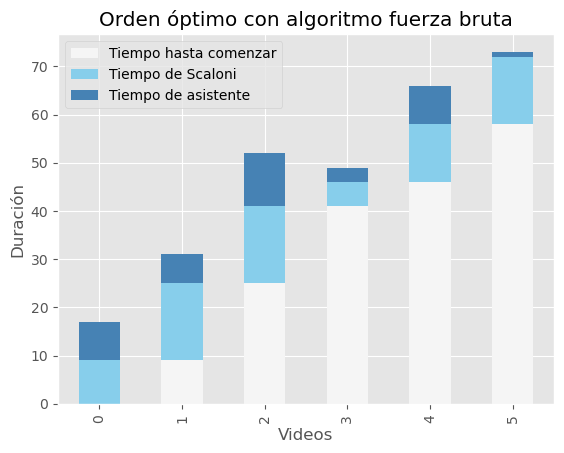 Orden óptimo con algoritmo fuerza bruta
Tiempo hasta comenzar
Tiempo de Scaloni
Tiempo de asistente
Duración
70
60
50
40
30
20
10
0
0 1 2 3 4 5
Videos